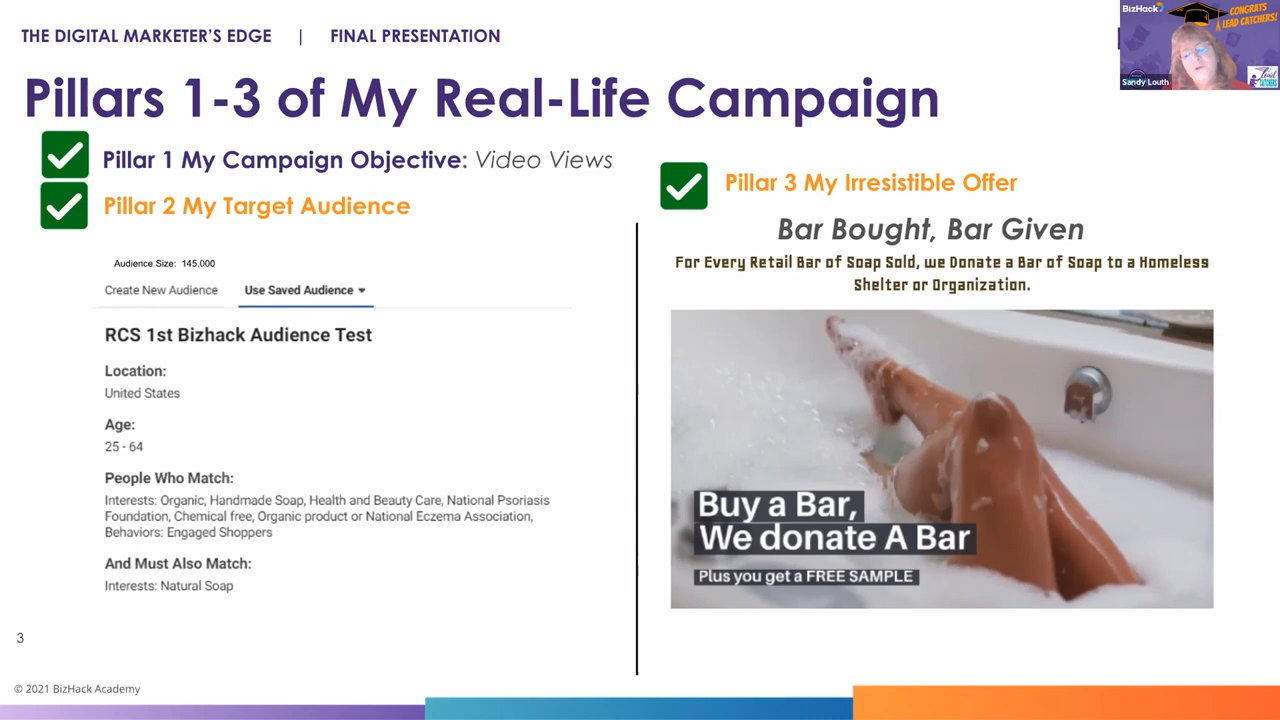 THE DIGITAL MARKETER'S EDGE | FINAL PRESENTATION
BizHack
CONGRATS
LEAD CATCHERS!
Sandy Louth
Pillars 1-3 of My Real-Life Campaign
Pillar 1 My Campaign Objective: Video Views
Pillar 2 My Target Audience
Audience Size: 145,000
Create New Audience Use Saved Audience
RCS 1st Bizhack Audience Test
Location:
United States
Age:
25 - 64
People Who Match:
Interests: Organic, Handmade Soap, Health and Beauty Care, National Psoriasis
Foundation, Chemical free, Organic product or National Eczema Association,
Behaviors: Engaged Shoppers
And Must Also Match:
Interests: Natural Soap
Pillar 3 My Irresistible Offer
Bar Bought, Bar Given
For Every Retail Bar of Soap Sold, we Donate a Bar of Soap to a Homeless
Shelter or Organization.
Buy a Bar,
We donate A Bar
Plus you get a FREE SAMPLE
3
© 2021 BizHack Academy